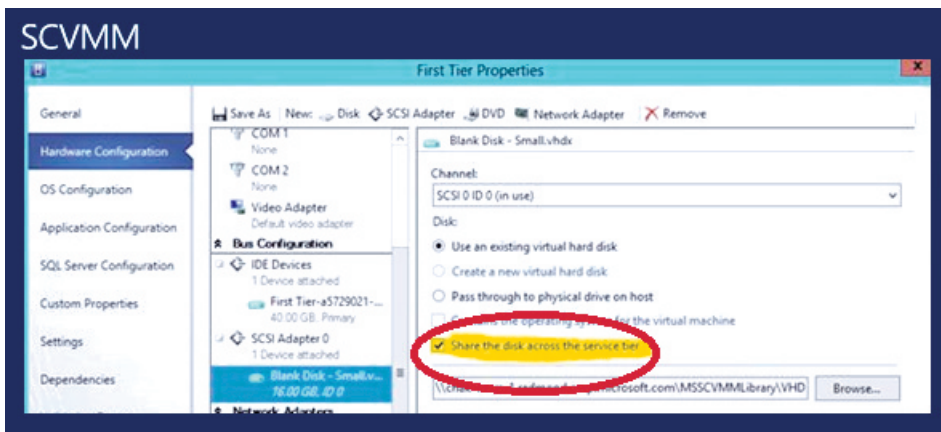 SCVMM
First Tier Properties
General
Hardware Configuration
OS Configuration
Application Configuration
SQL Server Configuration
Custom Properties
Settings
Dependencies
Save As New: Disk SCSI Adapter DVD Network Adapter Remove
COM 1
None
COM 2
None
Video Adapter
Default video adapter
Bus Configuration
IDE Devices
1 Device attached
First Tier-a5729021-...
40.00 GB, Primary
SCSI Adapter 0
1 Device attached
Blank Disk - Small.v...
16.00 GB, ID 0
Network Adapters
Blank Disk - Small.vhdx
Channel:
SCSI 0 ID 0 (in use)
Disk:
Use an existing virtual hard disk
Create a new virtual hard disk
Pass through to physical drive on host
Contains the operating system for the virtual machine
Share the disk across the service tier
microsoft.com\MSSCVMMLibrary\VHD
Browse...